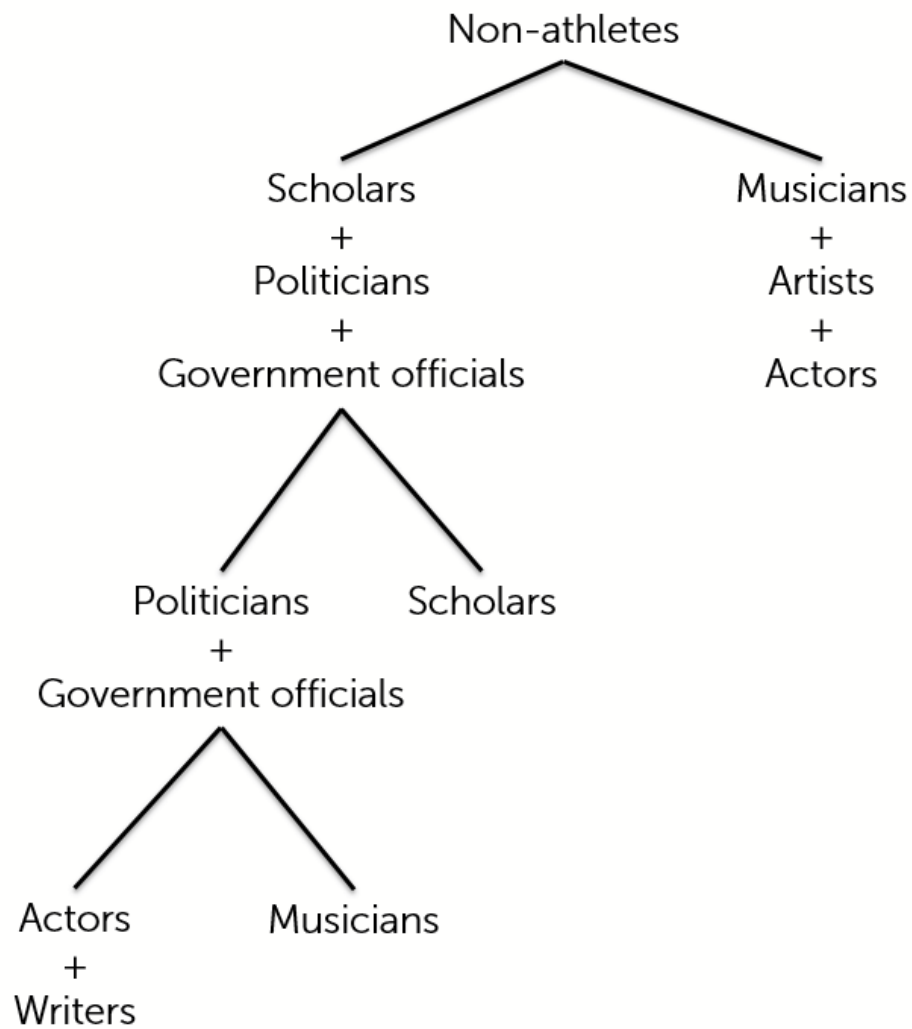 Non-athletes
Scholars
+
Politicians
+
Government officials
Musicians
+
Artists
+
Actors
Politicians
+
Government officials
Scholars
Actors
+
Writers
Musicians